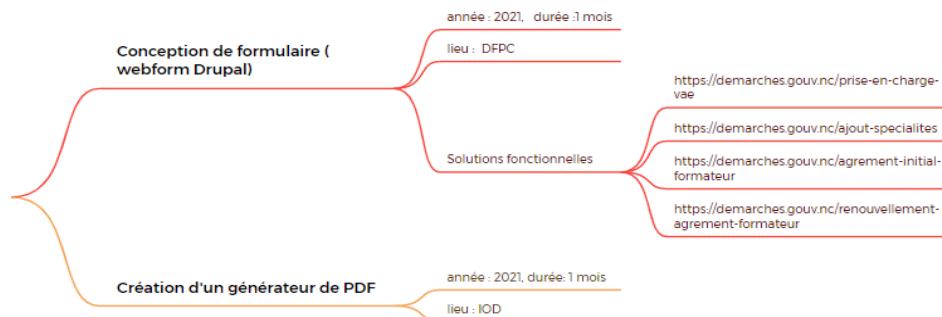 Conception de formulaire (
webform Drupal)
année : 2021,   durée :1 mois
lieu :  DFPC
Solutions fonctionnelles
https://demarches.gouv.nc/prise-en-charge-
vae
https://demarches.gouv.nc/ajout-specialites
https://demarches.gouv.nc/agrement-initial-
formateur
https://demarches.gouv.nc/renouvellement-
agrement-formateur
Création d'un générateur de PDF
année : 2021, durée: 1 mois
lieu : IOD